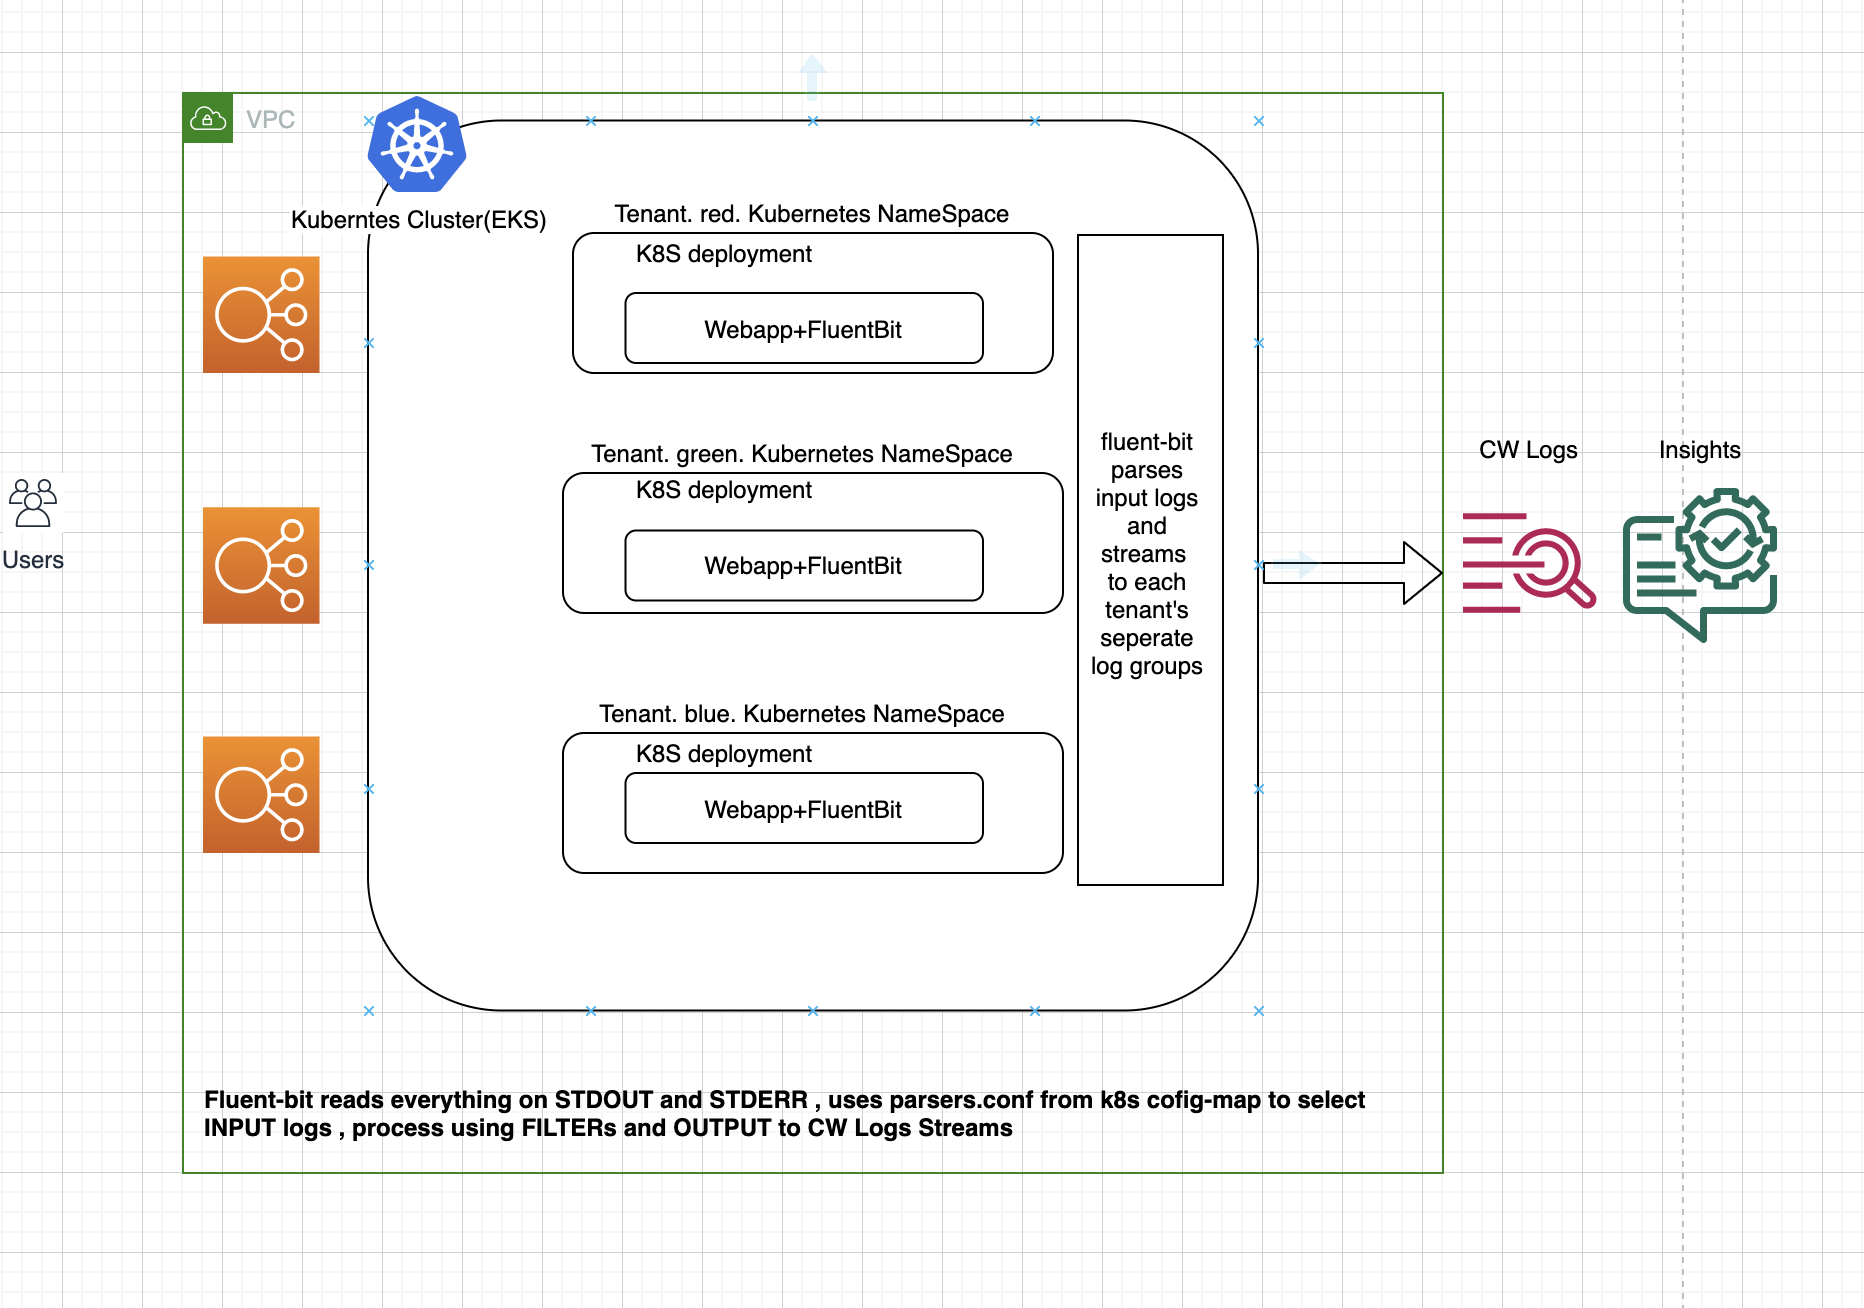 VPC
Kuberntes Cluster(EKS)
Tenant. red. Kubernetes NameSpace
K8S deployment
Webapp+FluentBit
Tenant. green. Kubernetes NameSpace
K8S deployment
Webapp+FluentBit
Tenant. blue. Kubernetes NameSpace
K8S deployment
Webapp+FluentBit
fluent-bit
parses
input logs
and
streams
to each
tenant's
seperate
log groups
Users
CW Logs
Insights
Fluent-bit reads everything on STDOUT and STDERR , uses parsers.conf from k8s cofig-map to select
INPUT logs , process using FILTERs and OUTPUT to CW Logs Streams